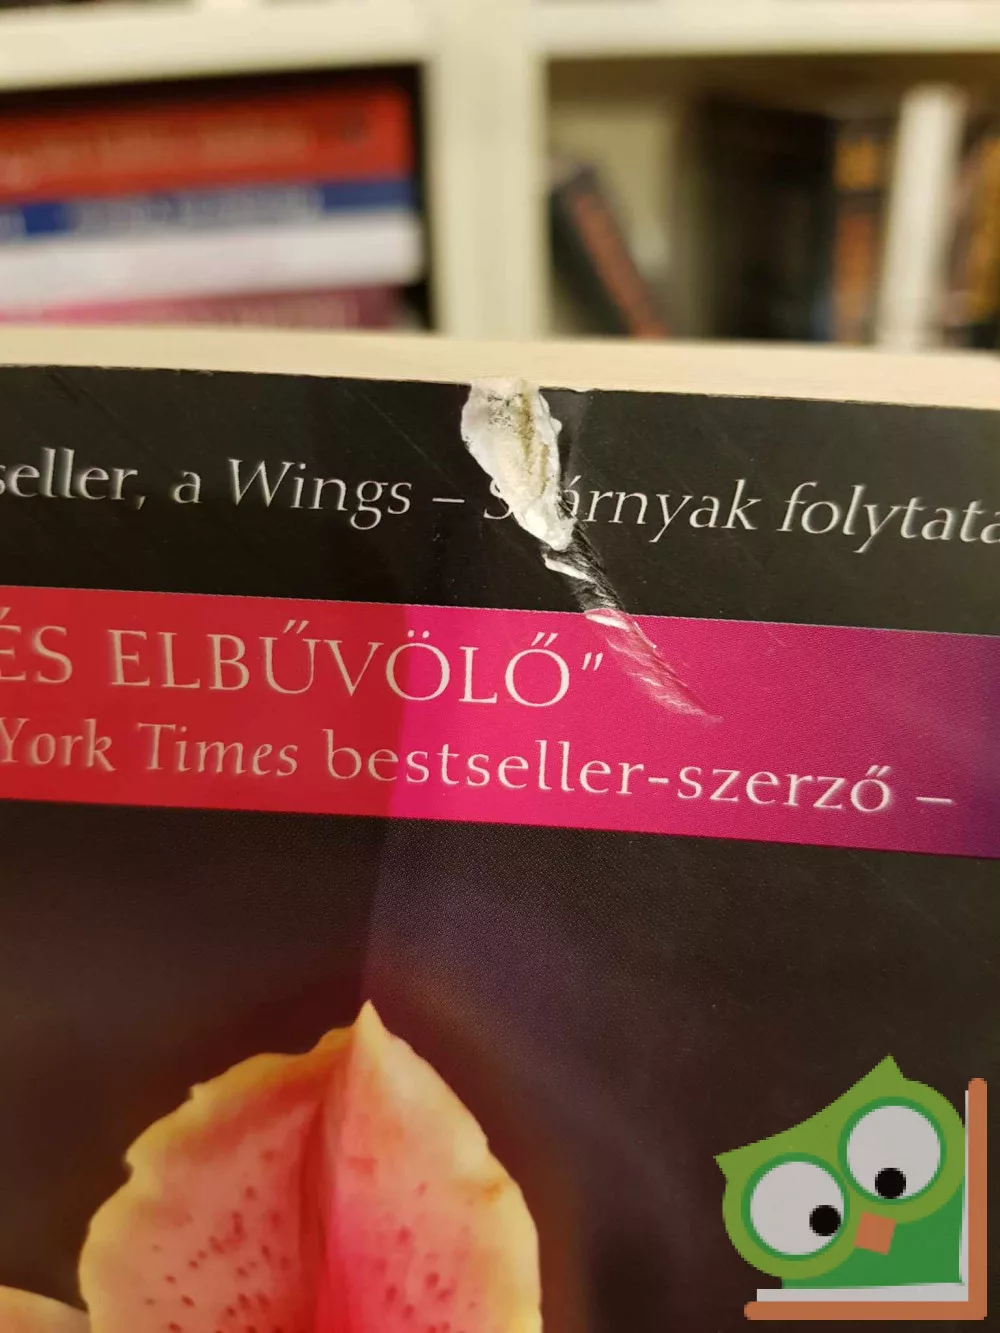 seller, a Wings – Szárnyak folytatá
ÉS ELBŰVÖLŐ"
York Times bestseller-szerző –